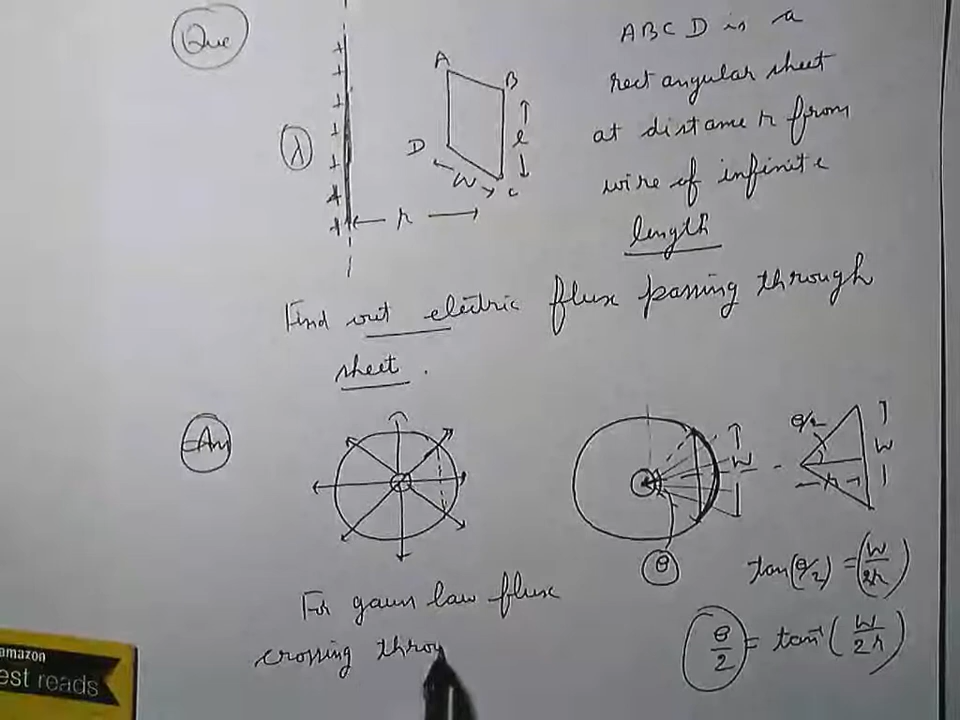 Que
ABCD is a
rectangular sheet
at distance r from
wire of infinite
length
+
+
+
+
+
+
+
λ
A
B
l
D
w
C
r
Find out electric flux passing through
sheet.
Ans
w
θ
θ/2
w
r
tan(θ/2) = (w/2r)
θ/2 = tan⁻¹(w/2r)
For gauss law flux
crossing throu
amazon
est reads